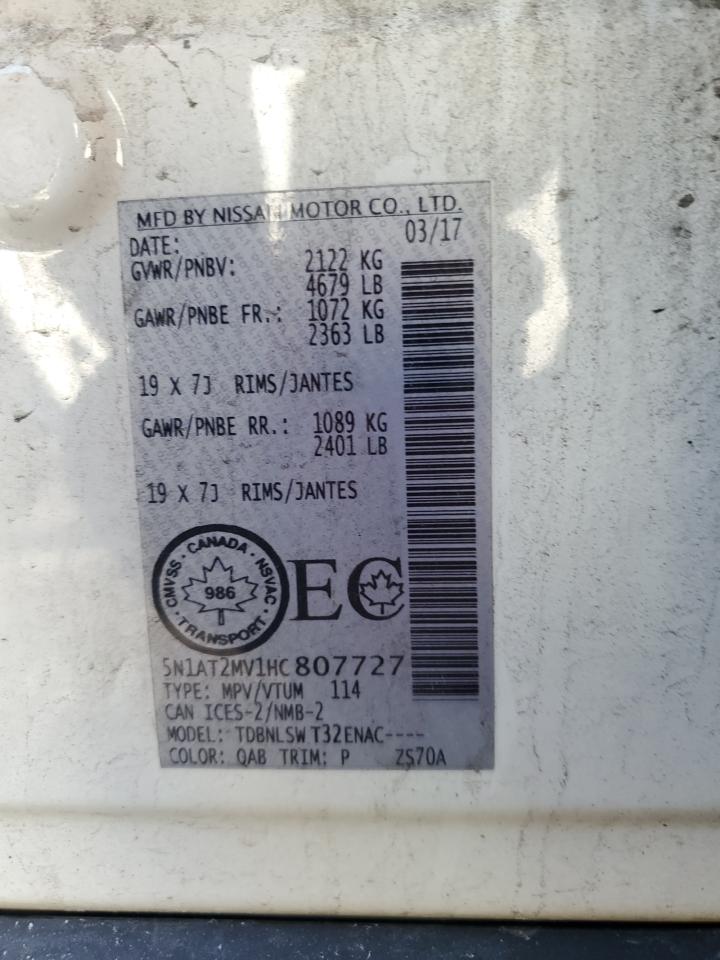 MFD BY NISSAN MOTOR CO., LTD.
DATE: 03/17
GVWR/PNBV: 2122 KG
4679 LB
GAWR/PNBE FR.: 1072 KG
2363 LB
19 X 7J RIMS/JANTES
GAWR/PNBE RR.: 1089 KG
2401 LB
19 X 7J RIMS/JANTES
CMVSS · CANADA · NSVAC · TRANSPORT ·
986
EC
5N1AT2MV1HC807727
TYPE: MPV/VTUM 114
CAN ICES-2/NMB-2
MODEL: TDBNLSWT32ENAC----
COLOR: QAB TRIM: P ZS70A